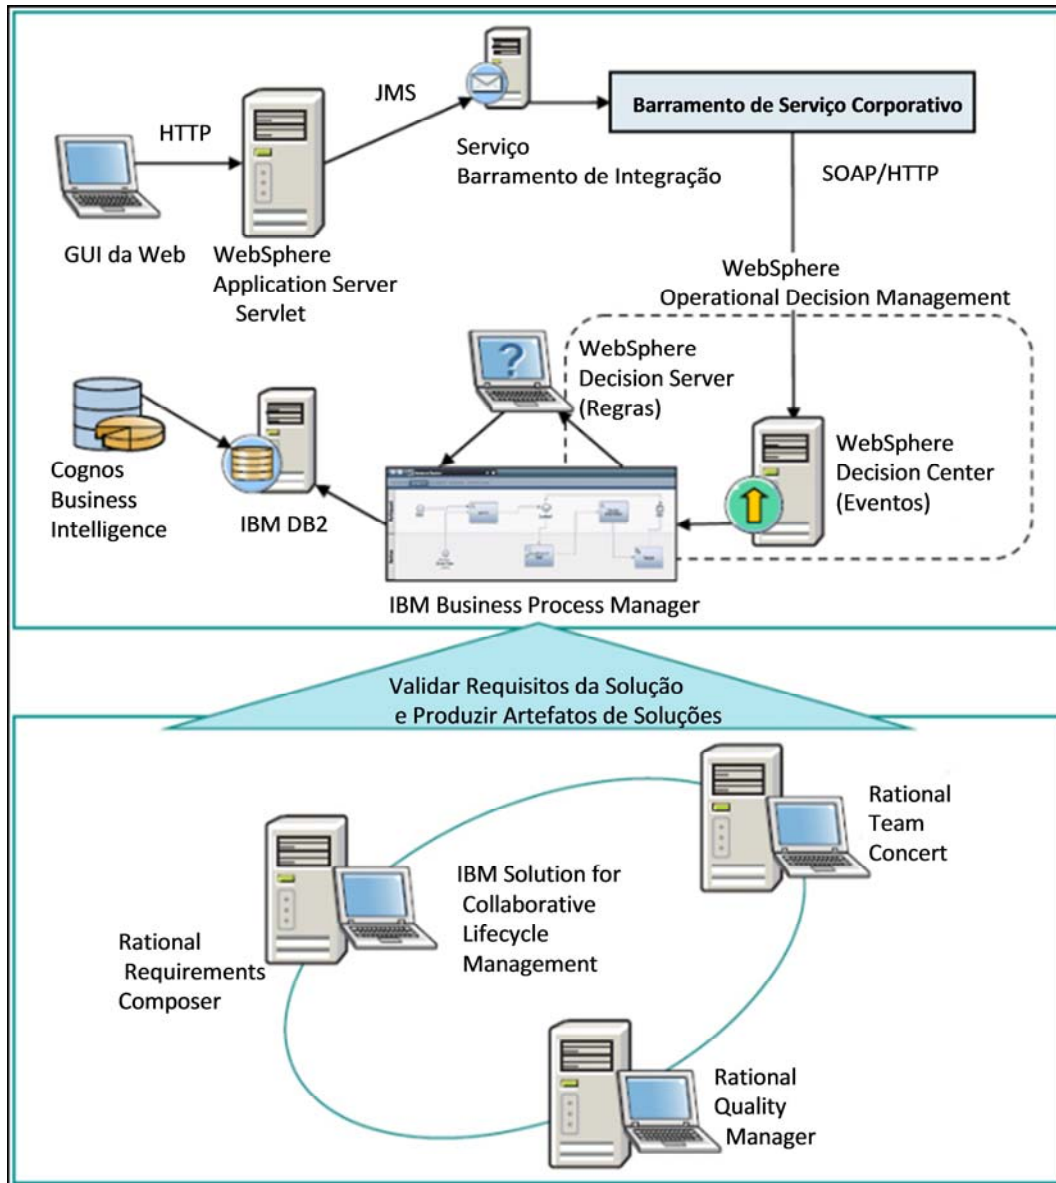 HTTP
JMS
Barramento de Serviço Corporativo
Serviço
Barramento de Integração
SOAP/HTTP
GUI da Web
WebSphere
Application Server
Servlet
WebSphere
Operational Decision Management
WebSphere
Decision Server
(Regras)
?
WebSphere
Decision Center
(Eventos)
Cognos
Business
Intelligence
IBM DB2
IBM Business Process Manager
Validar Requisitos da Solução
e Produzir Artefatos de Soluções
Rational
Team
Concert
IBM Solution for
Collaborative
Lifecycle
Management
Rational
Requirements
Composer
Rational
Quality
Manager